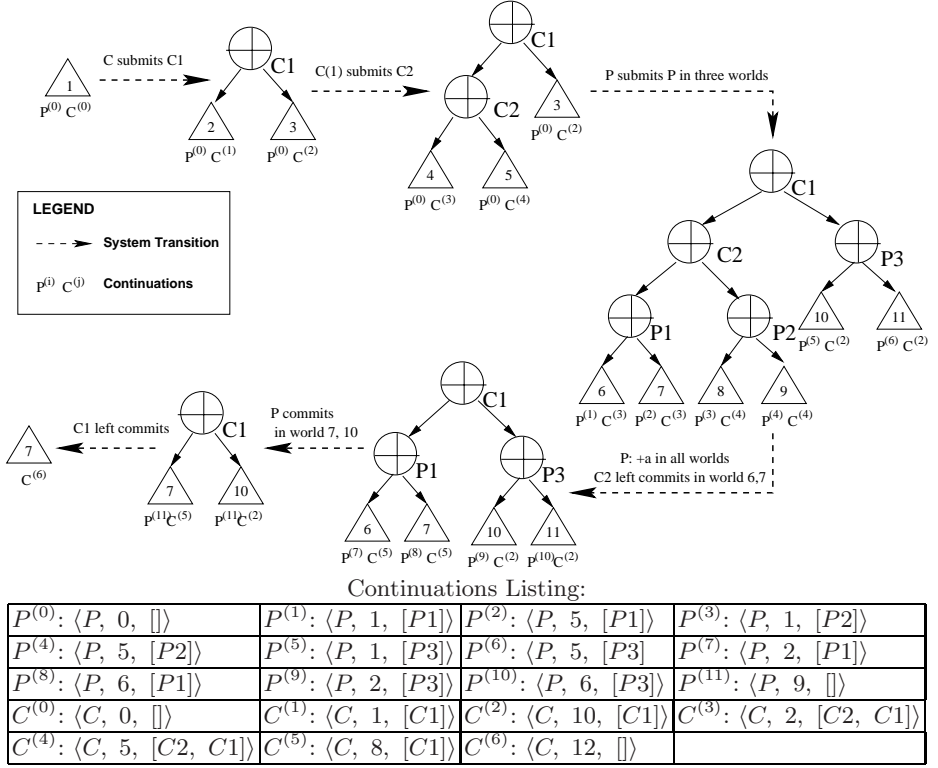 C submits C1
C(1) submits C2
P submits P in three worlds
1
P(0) C(0)
C1
2
3
P(0) C(1)
P(0) C(2)
C1
C2
3
P(0) C(2)
4
5
P(0) C(3)
P(0) C(4)
LEGEND
System Transition
P(i) C(j) Continuations
C1
C2
P3
P1
P2
10
11
P(5) C(2)
P(6) C(2)
6
7
8
9
P(1) C(3)
P(2) C(3)
P(3) C(4)
P(4) C(4)
P: +a in all worlds
C2 left commits in world 6,7
C1
P1
P3
6
7
10
11
P(7) C(5)
P(8) C(5)
P(9) C(2)
P(10) C(2)
P commits
in world 7, 10
C1
7
10
P(11) C(5)
P(11) C(2)
C1 left commits
7
C(6)
Continuations Listing:
P(0): ⟨P, 0, []⟩ P(1): ⟨P, 1, [P1]⟩ P(2): ⟨P, 5, [P1]⟩ P(3): ⟨P, 1, [P2]⟩
P(4): ⟨P, 5, [P2]⟩ P(5): ⟨P, 1, [P3]⟩ P(6): ⟨P, 5, [P3] P(7): ⟨P, 2, [P1]⟩
P(8): ⟨P, 6, [P1]⟩ P(9): ⟨P, 2, [P3]⟩ P(10): ⟨P, 6, [P3]⟩ P(11): ⟨P, 9, []⟩
C(0): ⟨C, 0, []⟩ C(1): ⟨C, 1, [C1]⟩ C(2): ⟨C, 10, [C1]⟩ C(3): ⟨C, 2, [C2, C1]⟩
C(4): ⟨C, 5, [C2, C1]⟩ C(5): ⟨C, 8, [C1]⟩ C(6): ⟨C, 12, []⟩